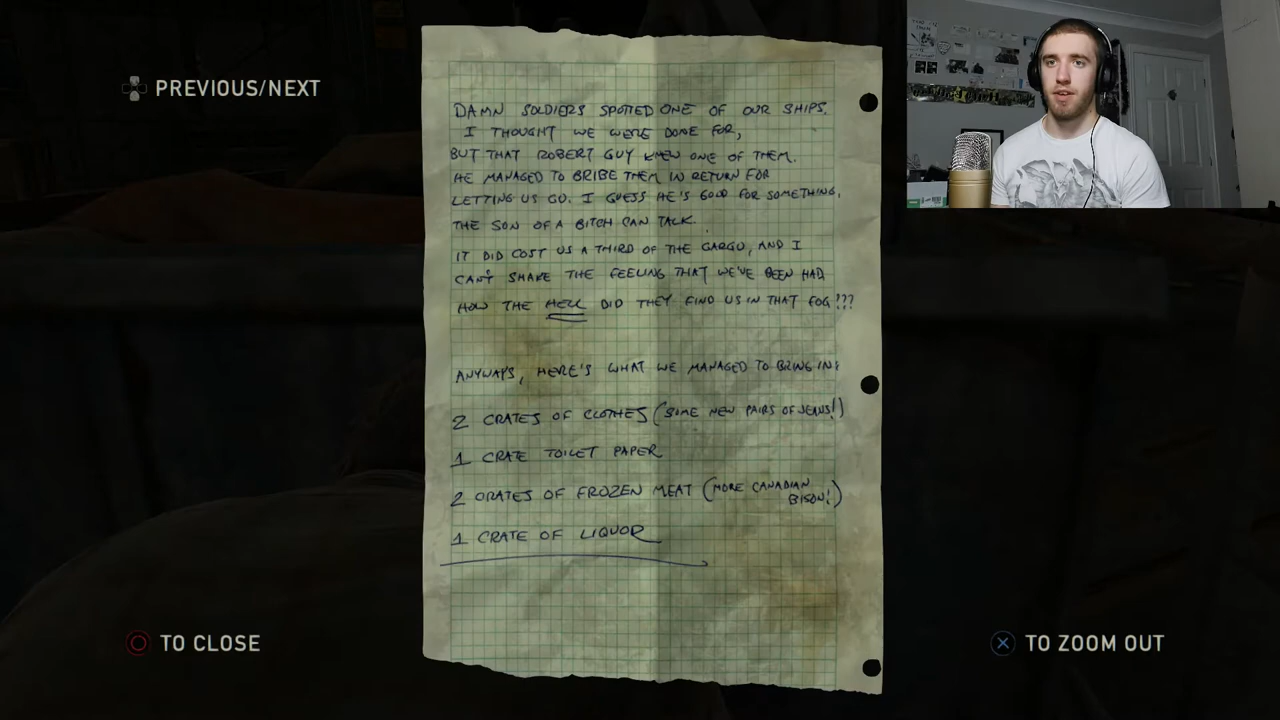 PREVIOUS/NEXT
DAMN SOLDIERS SPOTTED ONE OF OUR SHIPS.
I THOUGHT WE WERE DONE FOR,
BUT THAT ROBERT GUY KNEW ONE OF THEM.
HE MANAGED TO BRIBE THEM IN RETURN FOR
LETTING US GO. I GUESS HE'S GOOD FOR SOMETHING,
THE SON OF A BITCH CAN TALK.
IT DID COST US A THIRD OF THE CARGO, AND I
CAN'T SHAKE THE FEELING THAT WE'VE BEEN HAD
HOW THE HELL DID THEY FIND US IN THAT FOG???
ANYWAYS, HERE'S WHAT WE MANAGED TO BRING IN:
2 CRATES OF CLOTHES (SOME NEW PAIRS OF JEANS!)
1 CRATE TOILET PAPER
2 CRATES OF FROZEN MEAT (MORE CANADIAN
BISON!)
1 CRATE OF LIQUOR
TO CLOSE
TO ZOOM OUT